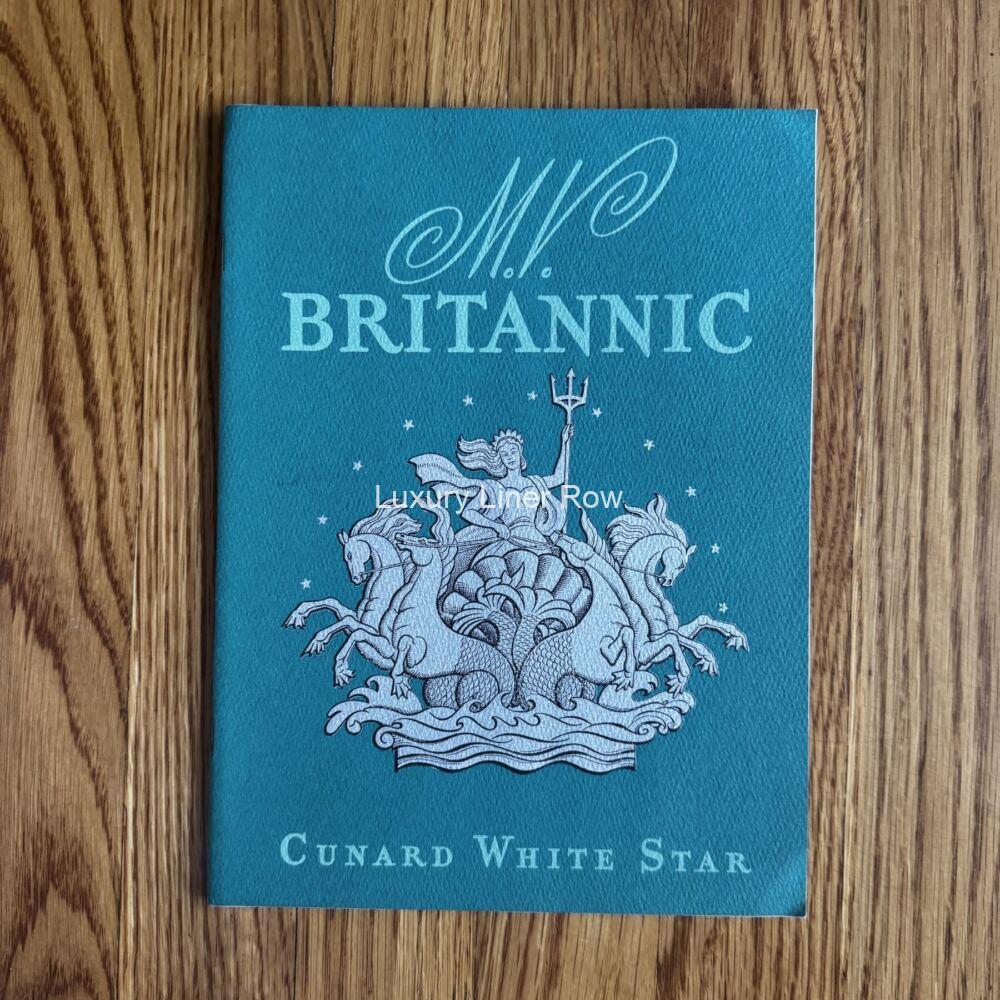 M.V.
BRITANNIC
Luxury Liner Row
CUNARD WHITE STAR